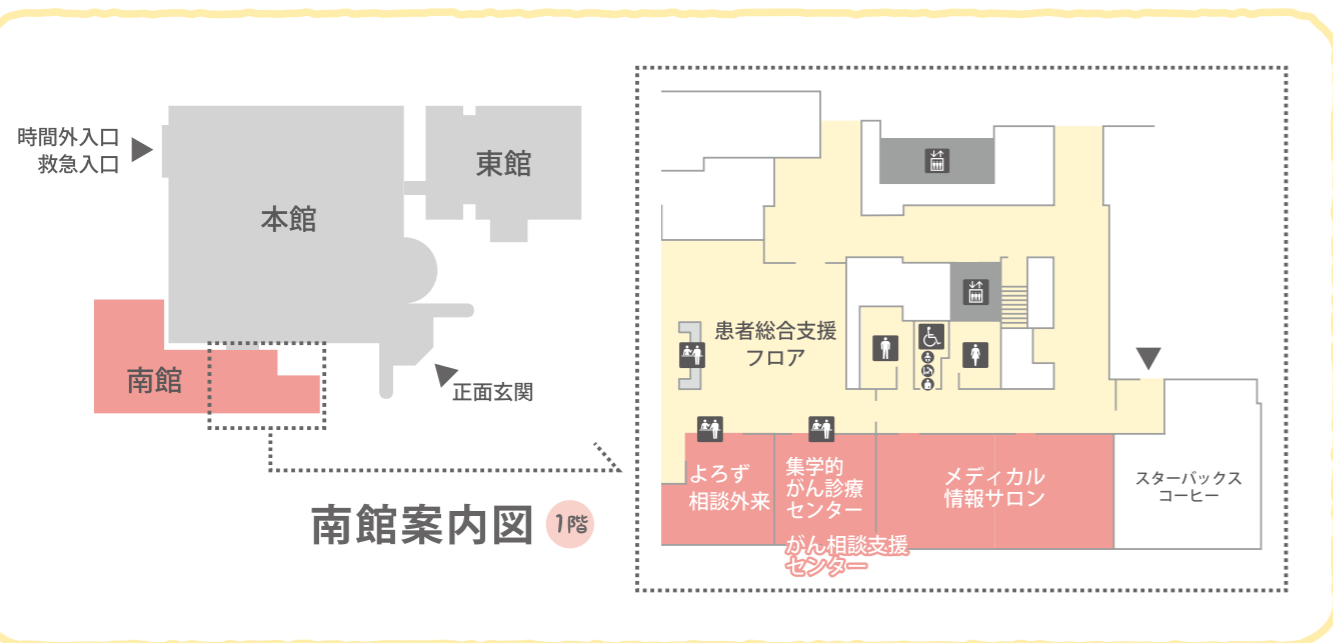 時間外入口
救急入口
本館
東館
南館
正面玄関
南館案内図 1階
患者総合支援
フロア
よろず
相談外来
集学的
がん診療
センター
がん相談支援
センター
メディカル
情報サロン
スターバックス
コーヒー